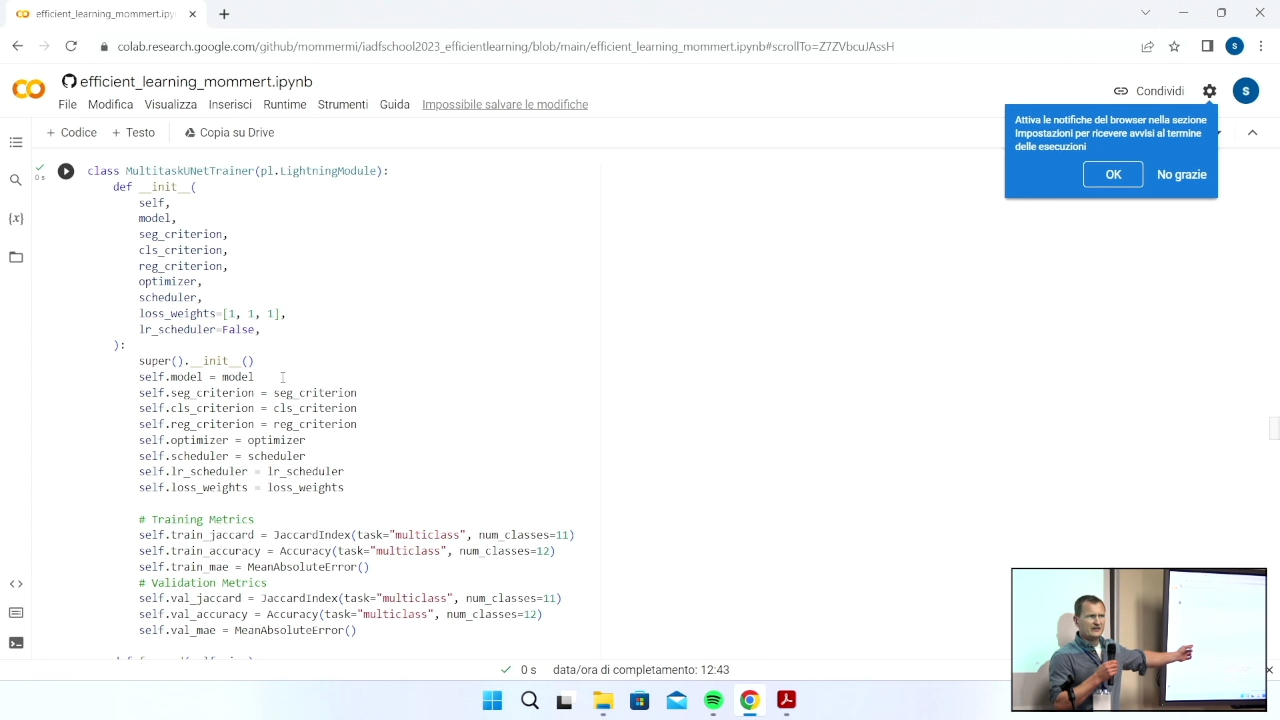 efficient_learning_mommert.ipyn
colab.research.google.com/github/mommermi/iadfschool2023_efficientlearning/blob/main/efficient_learning_mommert.ipynb#scrollTo=Z7ZVbcuJAssH
S
efficient_learning_mommert.ipynb
File Modifica Visualizza Inserisci Runtime Strumenti Guida Impossibile salvare le modifiche
Condividi
S
+ Codice + Testo Copia su Drive
Attiva le notifiche del browser nella sezione
Impostazioni per ricevere avvisi al termine
delle esecuzioni
OK No grazie
0 s
class MultitaskUNetTrainer(pl.LightningModule):
def __init__(
self,
model,
seg_criterion,
cls_criterion,
reg_criterion,
optimizer,
scheduler,
loss_weights=[1, 1, 1],
lr_scheduler=False,
):
super().__init__()
self.model = model
self.seg_criterion = seg_criterion
self.cls_criterion = cls_criterion
self.reg_criterion = reg_criterion
self.optimizer = optimizer
self.scheduler = scheduler
self.lr_scheduler = lr_scheduler
self.loss_weights = loss_weights
# Training Metrics
self.train_jaccard = JaccardIndex(task="multiclass", num_classes=11)
self.train_accuracy = Accuracy(task="multiclass", num_classes=12)
self.train_mae = MeanAbsoluteError()
# Validation Metrics
self.val_jaccard = JaccardIndex(task="multiclass", num_classes=11)
self.val_accuracy = Accuracy(task="multiclass", num_classes=12)
self.val_mae = MeanAbsoluteError()
0 s data/ora di completamento: 12:43